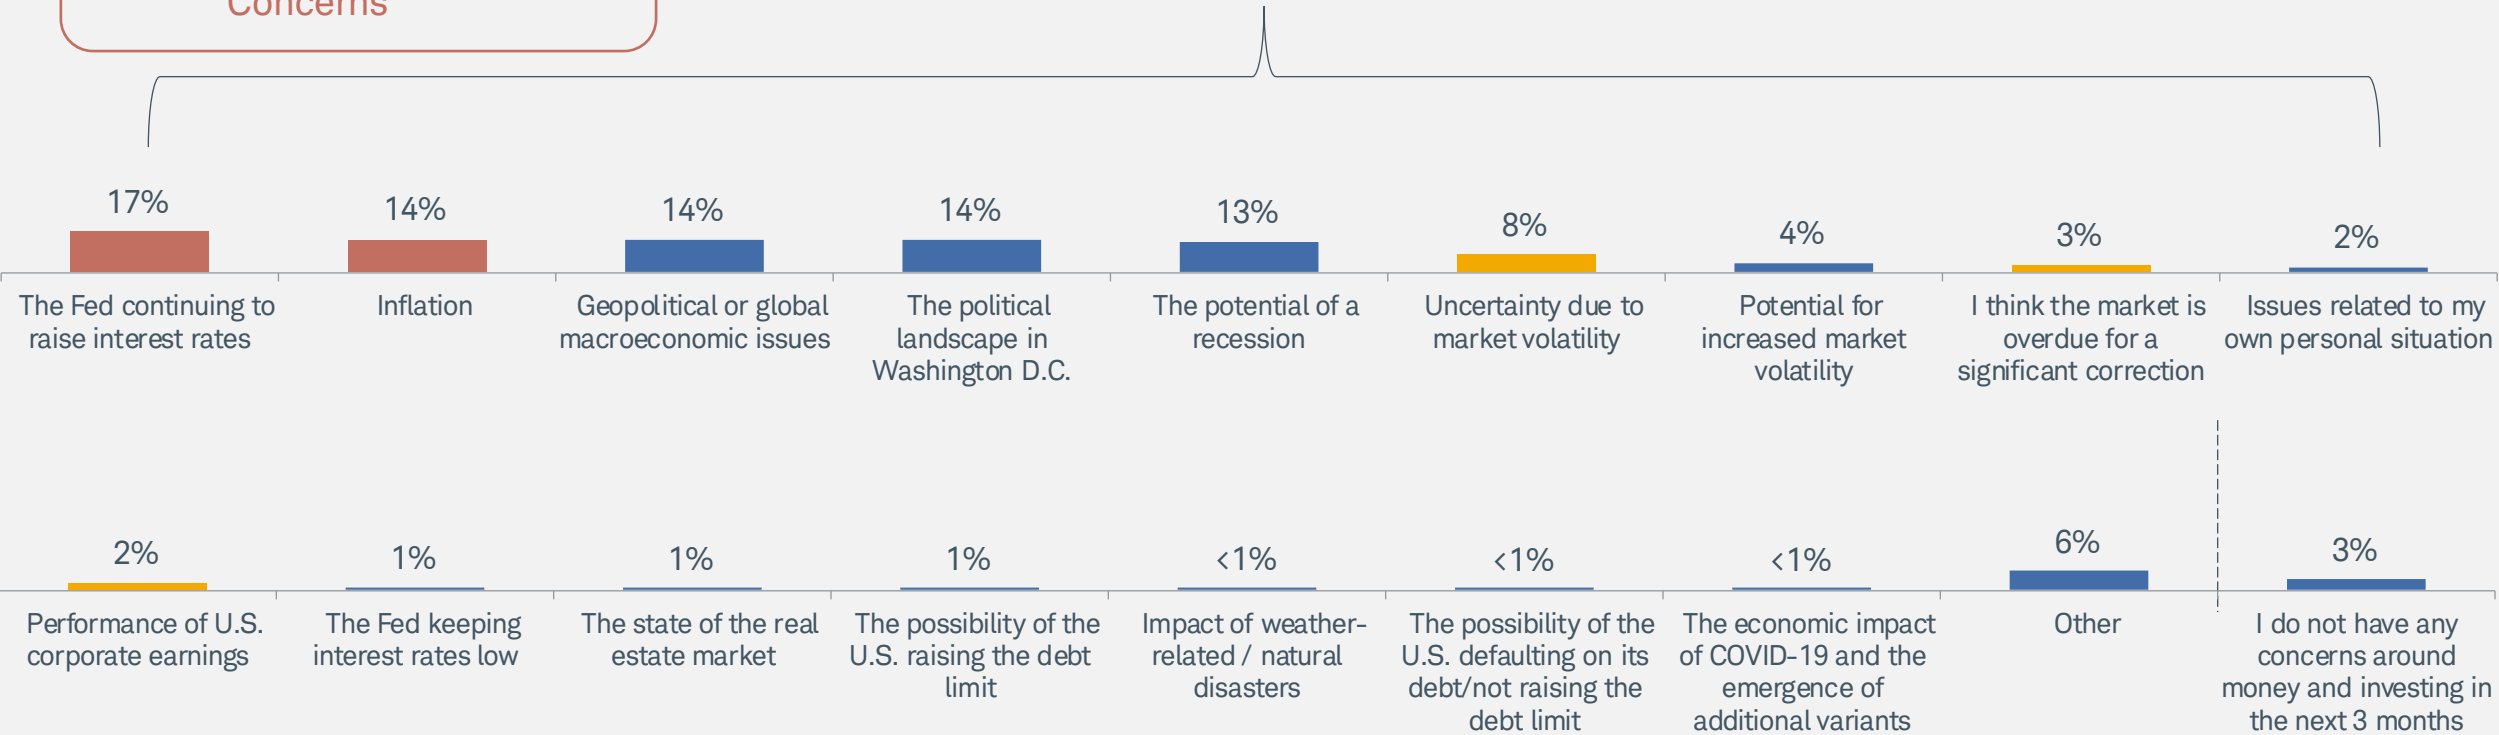 Concerns
17%
14%
14%
14%
13%
8%
4%
3%
2%
The Fed continuing to
raise interest rates
Inflation
Geopolitical or global
macroeconomic issues
The political
landscape in
Washington D.C.
The potential of a
recession
Uncertainty due to
market volatility
Potential for
increased market
volatility
I think the market is
overdue for a
significant correction
Issues related to my
own personal situation
2%
1%
1%
1%
<1%
<1%
<1%
6%
3%
Performance of U.S.
corporate earnings
The Fed keeping
interest rates low
The state of the real
estate market
The possibility of the
U.S. raising the debt
limit
Impact of weather-
related / natural
disasters
The possibility of the
U.S. defaulting on its
debt/not raising the
debt limit
The economic impact
of COVID-19 and the
emergence of
additional variants
Other
I do not have any
concerns around
money and investing in
the next 3 months